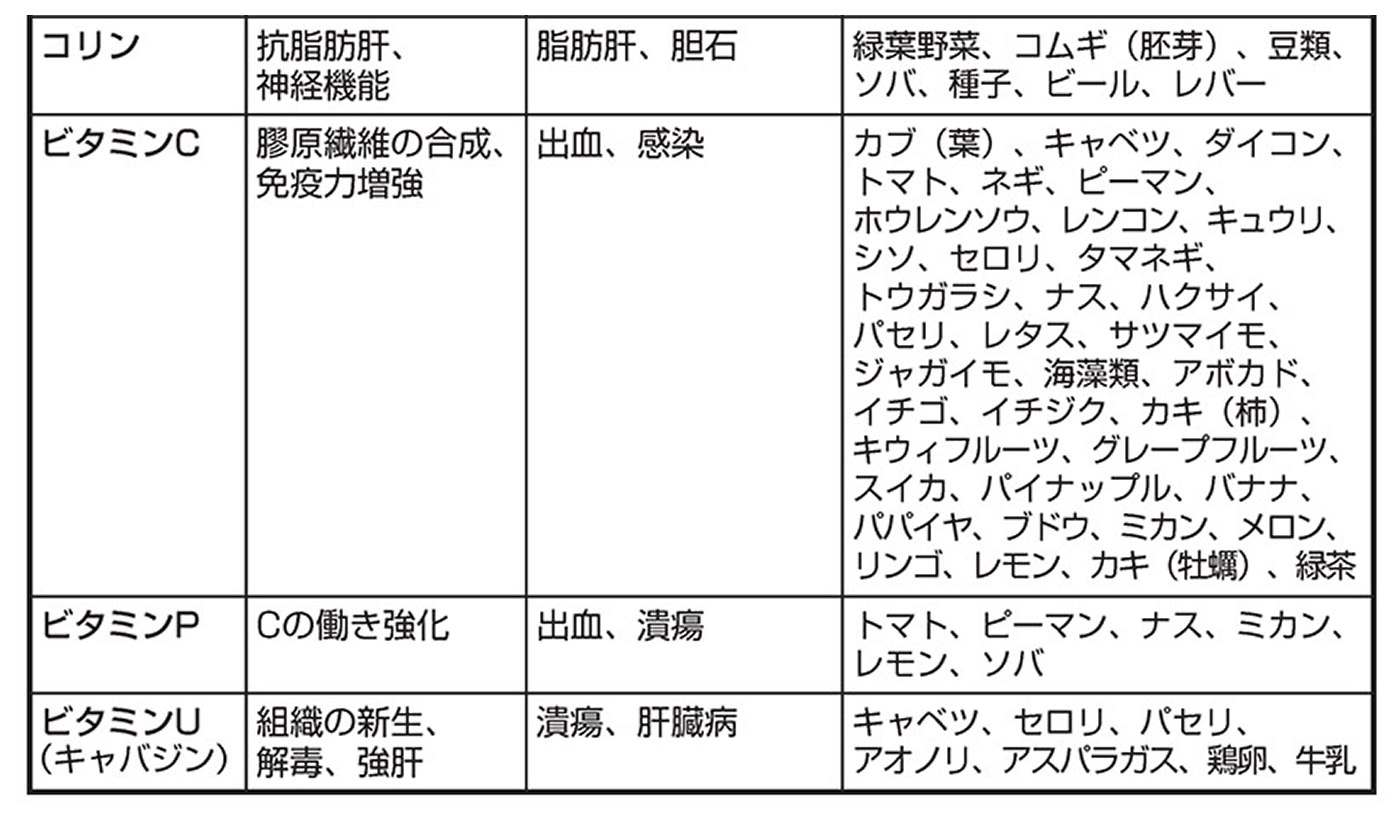 コリン
抗脂肪肝、
神経機能
脂肪肝、胆石
緑葉野菜、コムギ（胚芽）、豆類、
ソバ、種子、ビール、レバー
ビタミンC
膠原繊維の合成、
免疫力増強
出血、感染
カブ（葉）、キャベツ、ダイコン、
トマト、ネギ、ピーマン、
ホウレンソウ、レンコン、キュウリ、
シソ、セロリ、タマネギ、
トウガラシ、ナス、ハクサイ、
パセリ、レタス、サツマイモ、
ジャガイモ、海藻類、アボカド、
イチゴ、イチジク、カキ（柿）、
キウィフルーツ、グレープフルーツ、
スイカ、パイナップル、バナナ、
パパイヤ、ブドウ、ミカン、メロン、
リンゴ、レモン、カキ（牡蠣）、緑茶
ビタミンP
Cの働き強化
出血、潰瘍
トマト、ピーマン、ナス、ミカン、
レモン、ソバ
ビタミンU
（キャバジン）
組織の新生、
解毒、強肝
潰瘍、肝臓病
キャベツ、セロリ、パセリ、
アオノリ、アスパラガス、鶏卵、牛乳